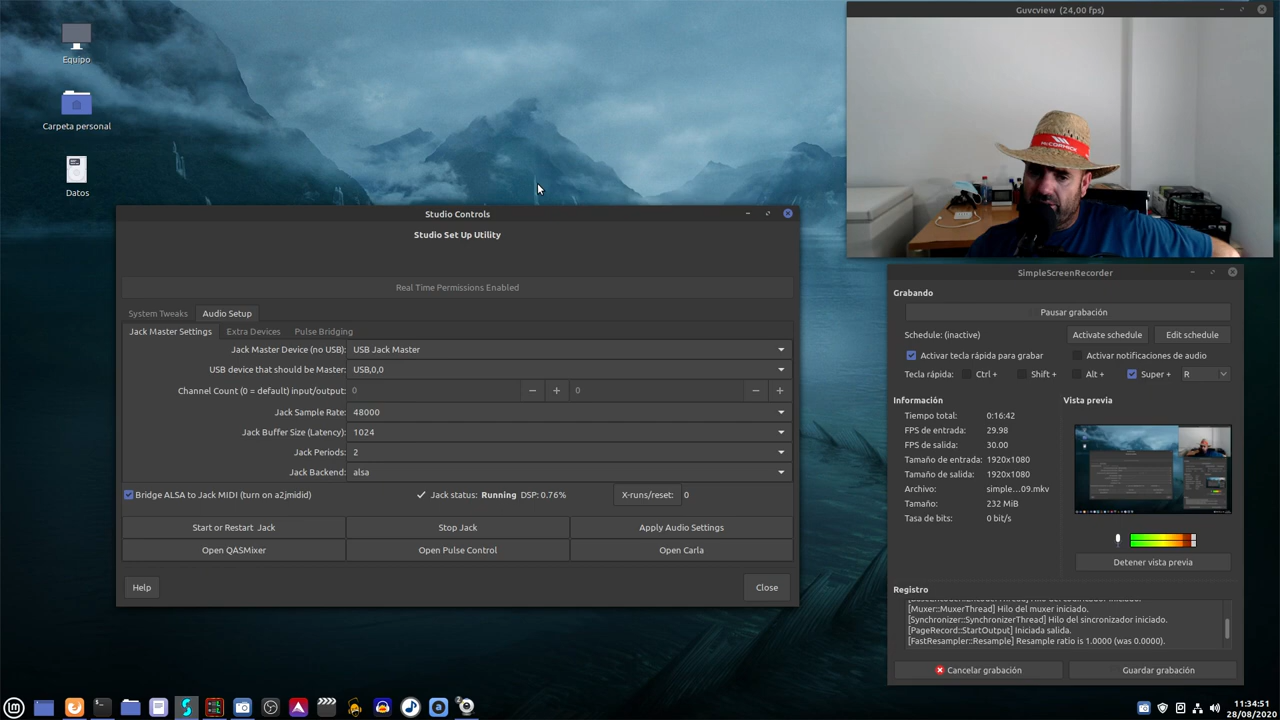 Equipo
Carpeta personal
Datos
Guvcview (24,00 fps)
McCORMICK
Studio Controls
Studio Set Up Utility
Real Time Permissions Enabled
System Tweaks Audio Setup
Jack Master Settings Extra Devices Pulse Bridging
Jack Master Device (no USB): USB Jack Master
USB device that should be Master: USB,0,0
Channel Count (0 = default) input/output: 0 − + 0 − +
Jack Sample Rate: 48000
Jack Buffer Size (Latency): 1024
Jack Periods: 2
Jack Backend: alsa
Bridge ALSA to Jack MIDI (turn on a2jmidid) Jack status: Running DSP: 0.76% X-runs/reset: 0
Start or Restart Jack Stop Jack Apply Audio Settings
Open QASMixer Open Pulse Control Open Carla
Help Close
SimpleScreenRecorder
Grabando
Pausar grabación
Schedule: (inactive) Activate schedule Edit schedule
Activar tecla rápida para grabar Activar notificaciones de audio
Tecla rápida: Ctrl + Shift + Alt + Super + R
Información Vista previa
Tiempo total: 0:16:42
FPS de entrada: 29.98
FPS de salida: 30.00
Tamaño de entrada: 1920x1080
Tamaño de salida: 1920x1080
Archivo: simple...09.mkv
Tamaño: 232 MiB
Tasa de bits: 0 bit/s
Detener vista previa
Registro
[BaseEncoder::EncoderThread] Hilo del codificador iniciado.
[Muxer::MuxerThread] Hilo del muxer iniciado.
[Synchronizer::SynchronizerThread] Hilo del sincronizador iniciado.
[PageRecord::StartOutput] Iniciada salida.
[FastResampler::Resample] Resample ratio is 1.0000 (was 0.0000).
Cancelar grabación Guardar grabación
11:34:51
28/08/2020